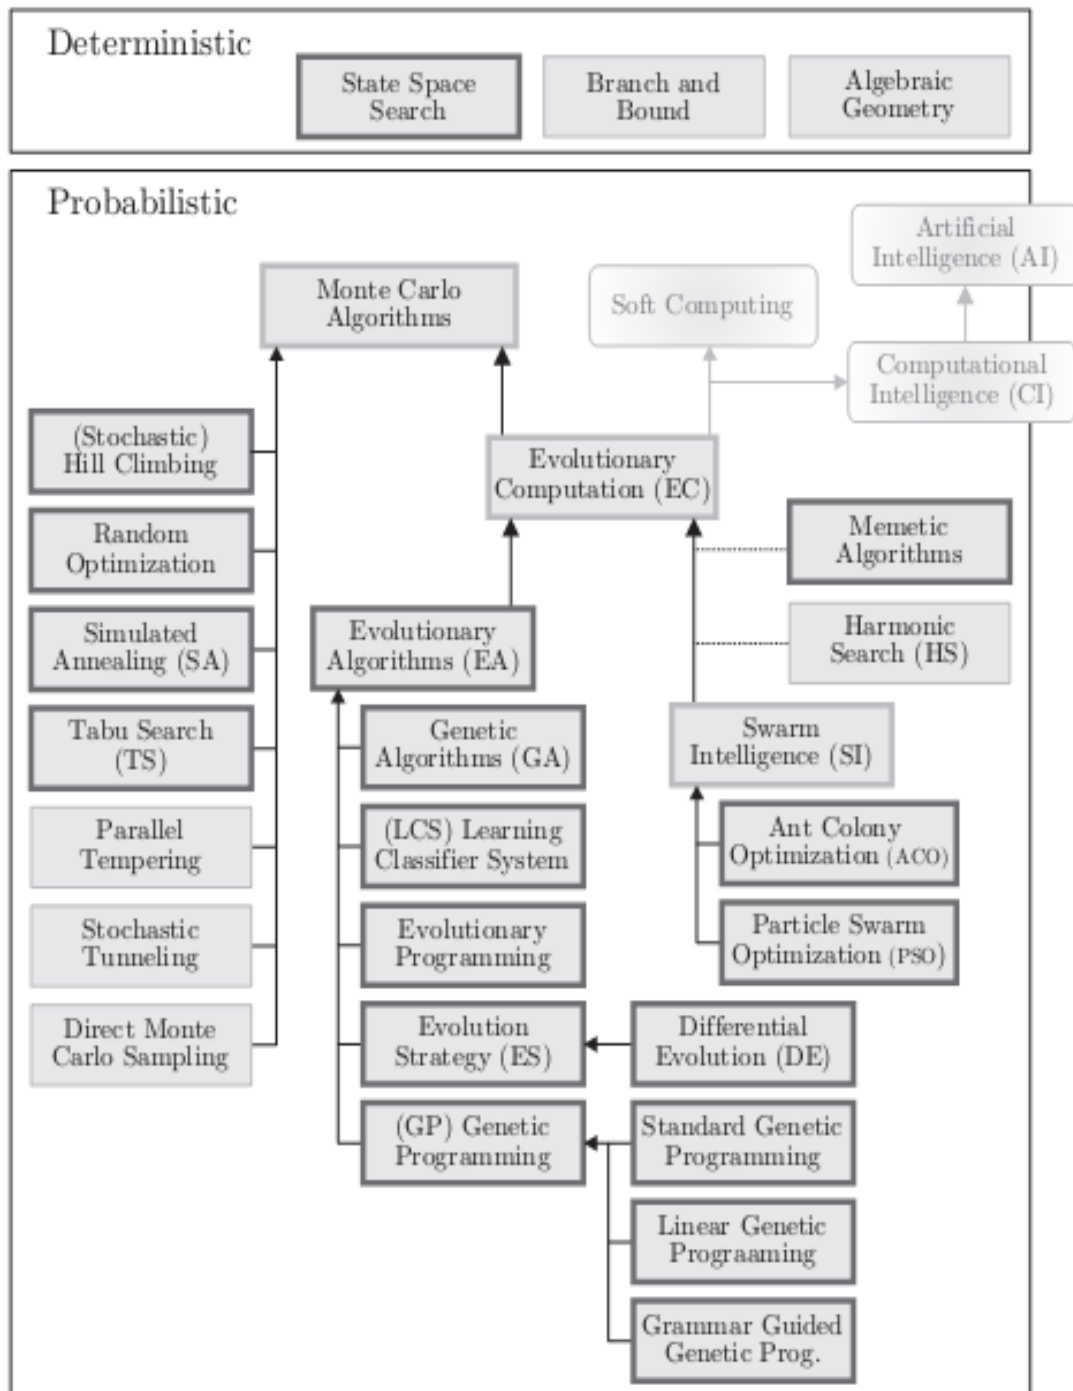 Deterministic
State Space
Search
Branch and
Bound
Algebraic
Geometry
Probabilistic
Artificial
Intelligence (AI)
Monte Carlo
Algorithms
Soft Computing
Computational
Intelligence (CI)
(Stochastic)
Hill Climbing
Evolutionary
Computation (EC)
Random
Optimization
Memetic
Algorithms
Simulated
Annealing (SA)
Evolutionary
Algorithms (EA)
Harmonic
Search (HS)
Tabu Search
(TS)
Genetic
Algorithms (GA)
Swarm
Intelligence (SI)
Parallel
Tempering
(LCS) Learning
Classifier System
Ant Colony
Optimization (ACO)
Stochastic
Tunneling
Evolutionary
Programming
Particle Swarm
Optimization (PSO)
Direct Monte
Carlo Sampling
Evolution
Strategy (ES)
Differential
Evolution (DE)
(GP) Genetic
Programming
Standard Genetic
Programming
Linear Genetic
Prograaming
Grammar Guided
Genetic Prog.